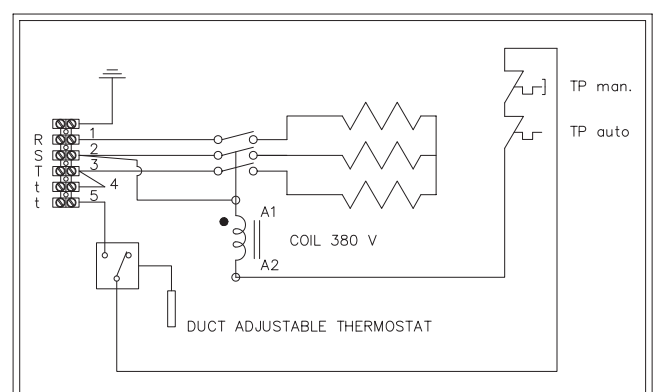 TP man.
TP auto
R 1
S 2
T 3
t 4
t 5
A1
COIL 380 V
A2
DUCT ADJUSTABLE THERMOSTAT